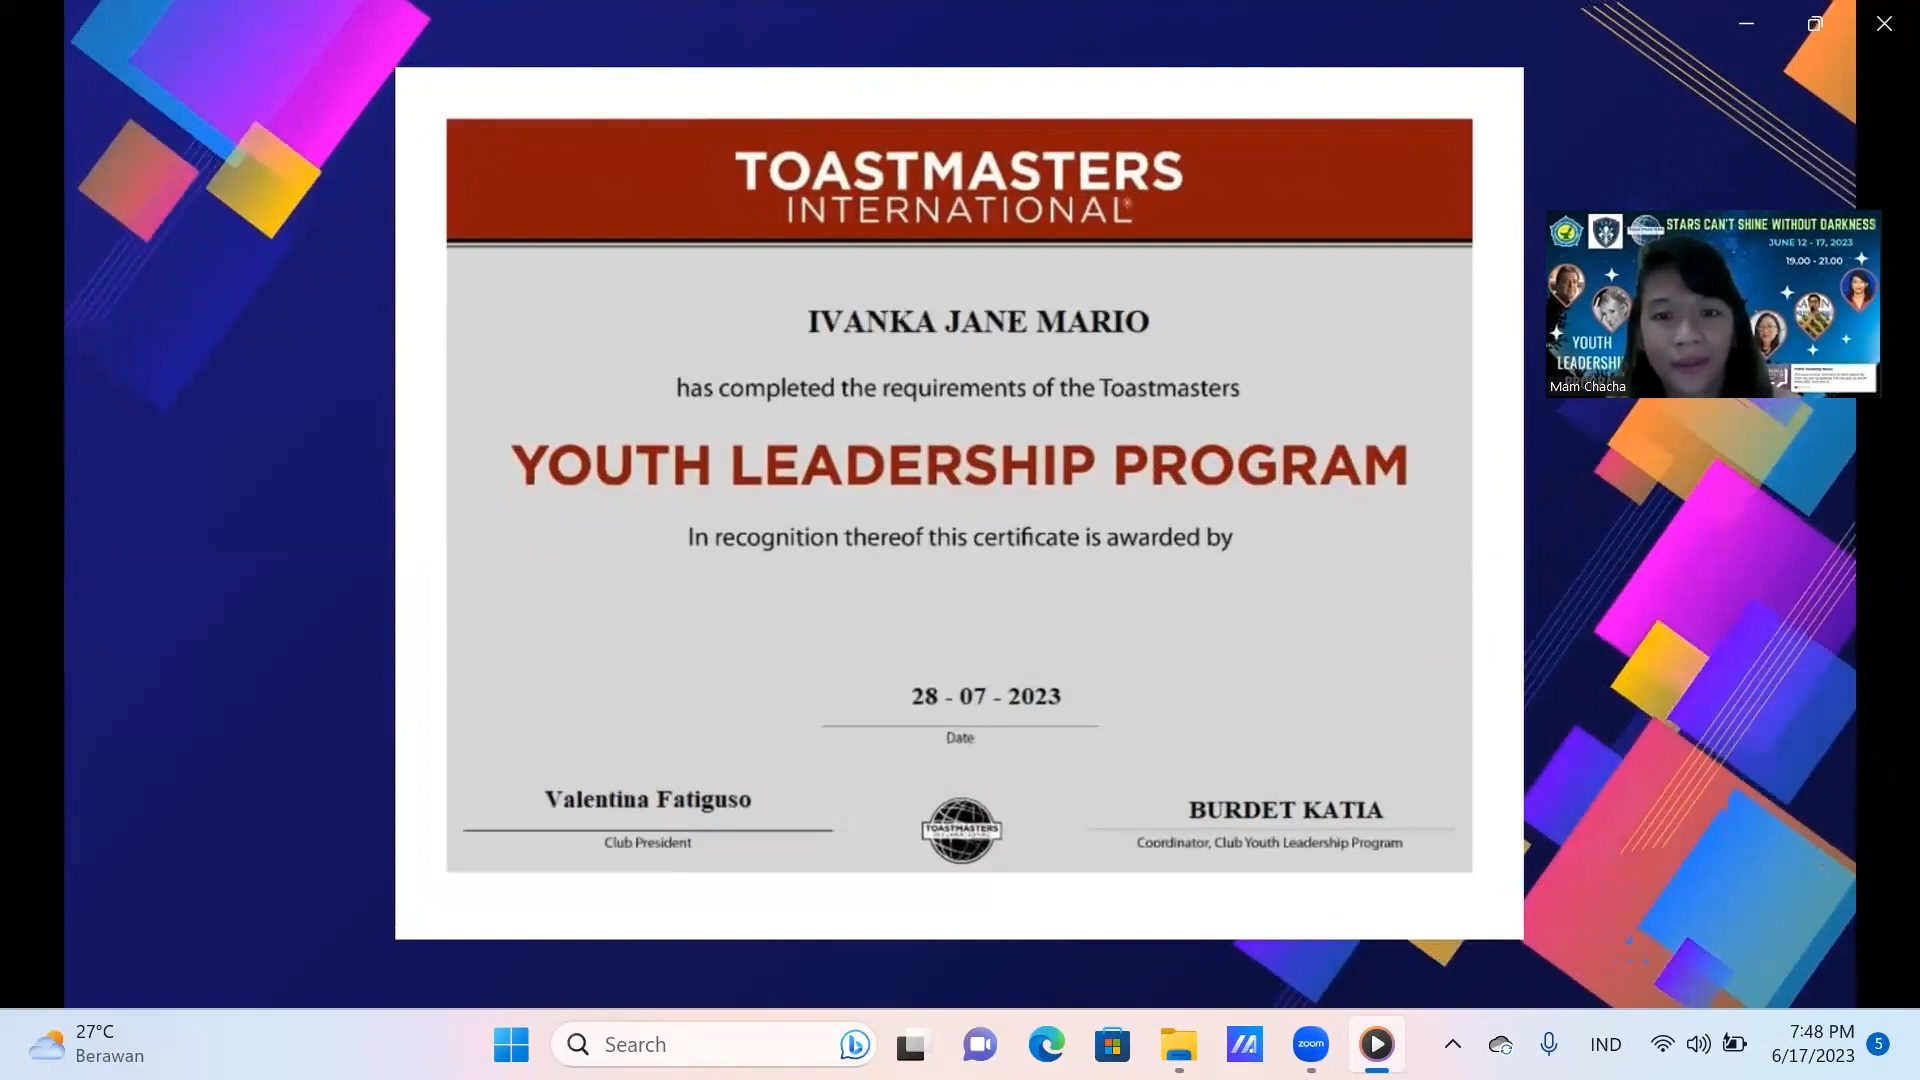 TOASTMASTERS
INTERNATIONAL®
IVANKA JANE MARIO
has completed the requirements of the Toastmasters
YOUTH LEADERSHIP PROGRAM
In recognition thereof this certificate is awarded by
28 - 07 - 2023
Date
Valentina Fatiguso
Club President
TOASTMASTERS
BURDET KATIA
Coordinator, Club Youth Leadership Program
STARS CAN'T SHINE WITHOUT DARKNESS
JUNE 12 - 17, 2023
19.00 - 21.00
YOUTH
LEADERSHI
Mam Chacha
27°C
Berawan
Search
zoom
IND
7:48 PM
6/17/2023
5